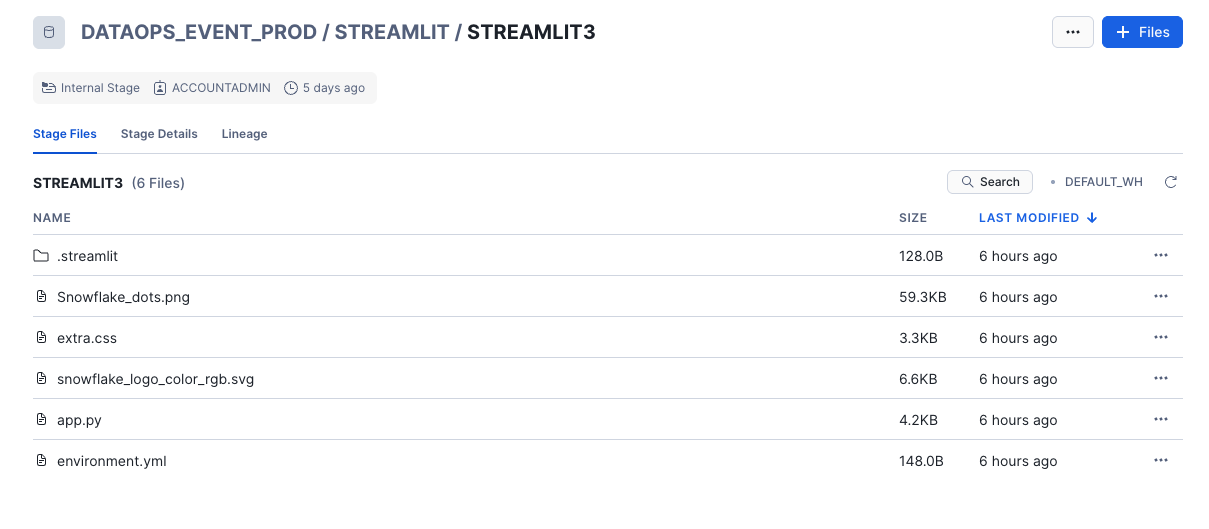 DATAOPS_EVENT_PROD / STREAMLIT / STREAMLIT3
Files
Internal Stage ACCOUNTADMIN 5 days ago
Stage Files Stage Details Lineage
STREAMLIT3 (6 Files) Search DEFAULT_WH
NAME SIZE LAST MODIFIED
.streamlit 128.0B 6 hours ago
Snowflake_dots.png 59.3KB 6 hours ago
extra.css 3.3KB 6 hours ago
snowflake_logo_color_rgb.svg 6.6KB 6 hours ago
app.py 4.2KB 6 hours ago
environment.yml 148.0B 6 hours ago